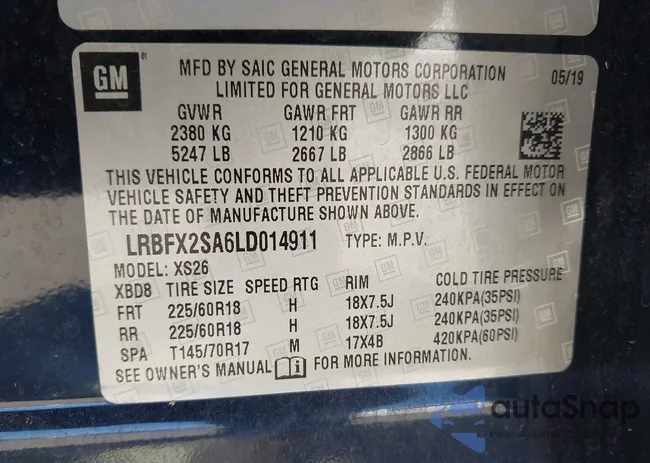 GM
MFD BY SAIC GENERAL MOTORS CORPORATION 05/19
LIMITED FOR GENERAL MOTORS LLC
GVWR GAWR FRT GAWR RR
2380 KG 1210 KG 1300 KG
5247 LB 2667 LB 2866 LB
THIS VEHICLE CONFORMS TO ALL APPLICABLE U.S. FEDERAL MOTOR
VEHICLE SAFETY AND THEFT PREVENTION STANDARDS IN EFFECT ON
THE DATE OF MANUFACTURE SHOWN ABOVE.
LRBFX2SA6LD014911 TYPE: M.P.V.
MODEL: XS26
XBD8 TIRE SIZE SPEED RTG RIM COLD TIRE PRESSURE
FRT 225/60R18 H 18X7.5J 240KPA(35PSI)
RR 225/60R18 H 18X7.5J 240KPA(35PSI)
SPA T145/70R17 M 17X4B 420KPA(60PSI)
SEE OWNER'S MANUAL FOR MORE INFORMATION.
autoSnap